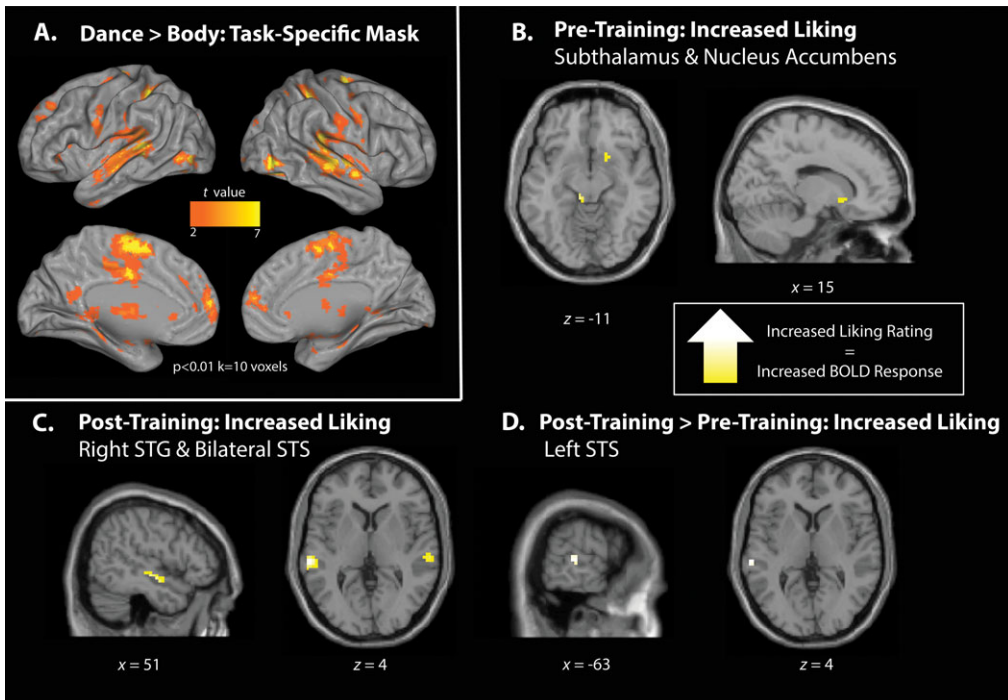 A. Dance > Body: Task-Specific Mask
t value
2 7
p<0.01 k=10 voxels
B. Pre-Training: Increased Liking
Subthalamus & Nucleus Accumbens
z = -11
x = 15
Increased Liking Rating
=
Increased BOLD Response
C. Post-Training: Increased Liking
Right STG & Bilateral STS
x = 51
z = 4
D. Post-Training > Pre-Training: Increased Liking
Left STS
x = -63
z = 4